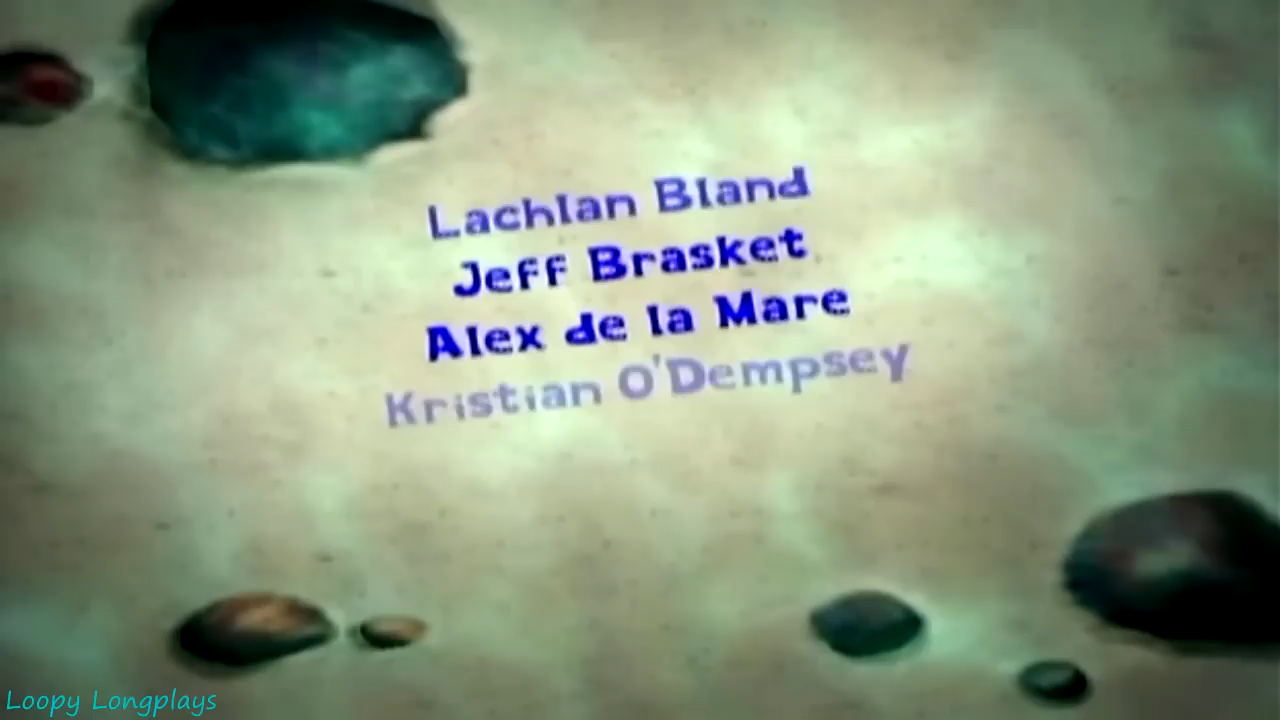 Lachlan Bland
Jeff Brasket
Alex de la Mare
Kristian O'Dempsey
Loopy Longplays